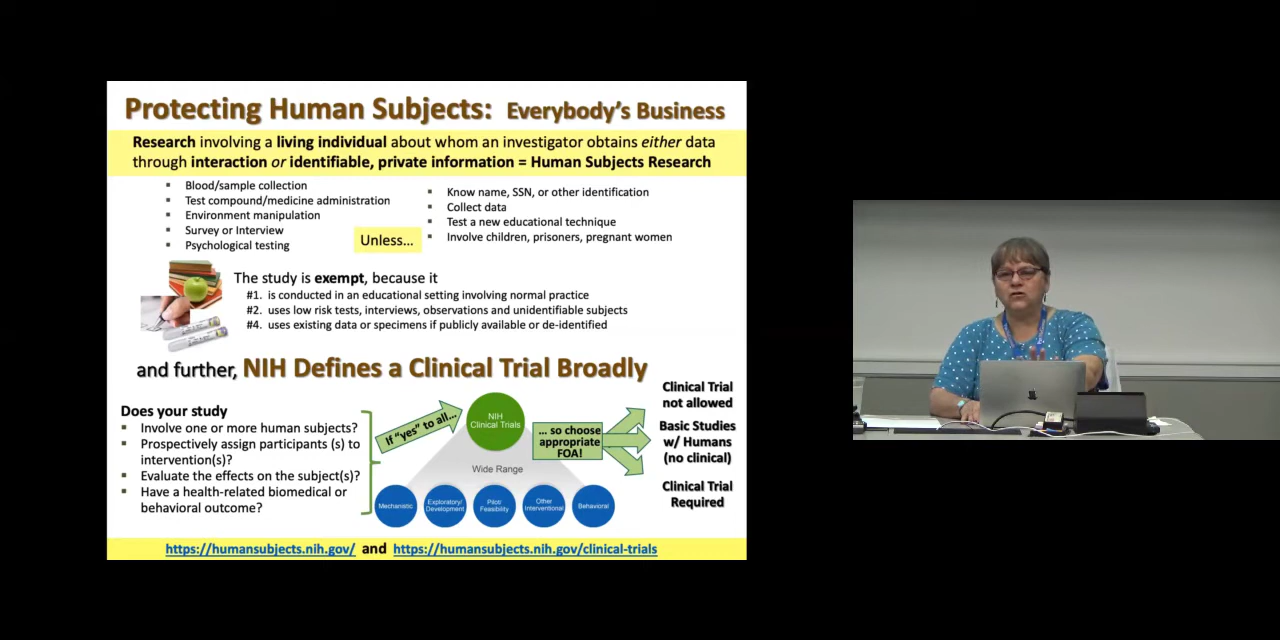 Protecting Human Subjects: Everybody's Business
Research involving a living individual about whom an investigator obtains either data
through interaction or identifiable, private information = Human Subjects Research
▪ Blood/sample collection
▪ Test compound/medicine administration
▪ Environment manipulation
▪ Survey or Interview
▪ Psychological testing
Unless...
▪ Know name, SSN, or other identification
▪ Collect data
▪ Test a new educational technique
▪ Involve children, prisoners, pregnant women
The study is exempt, because it
#1. is conducted in an educational setting involving normal practice
#2. uses low risk tests, interviews, observations and unidentifiable subjects
#4. uses existing data or specimens if publicly available or de-identified
and further, NIH Defines a Clinical Trial Broadly
Does your study
▪ Involve one or more human subjects?
▪ Prospectively assign participants (s) to
intervention(s)?
▪ Evaluate the effects on the subject(s)?
▪ Have a health-related biomedical or
behavioral outcome?
If "yes" to all...
NIH
Clinical Trials
Wide Range
Mechanistic
Exploratory/
Development
Pilot/
Feasibility
Other
Interventional
Behavioral
... so choose
appropriate
FOA!
Clinical Trial
not allowed
Basic Studies
w/ Humans
(no clinical)
Clinical Trial
Required
https://humansubjects.nih.gov/ and https://humansubjects.nih.gov/clinical-trials